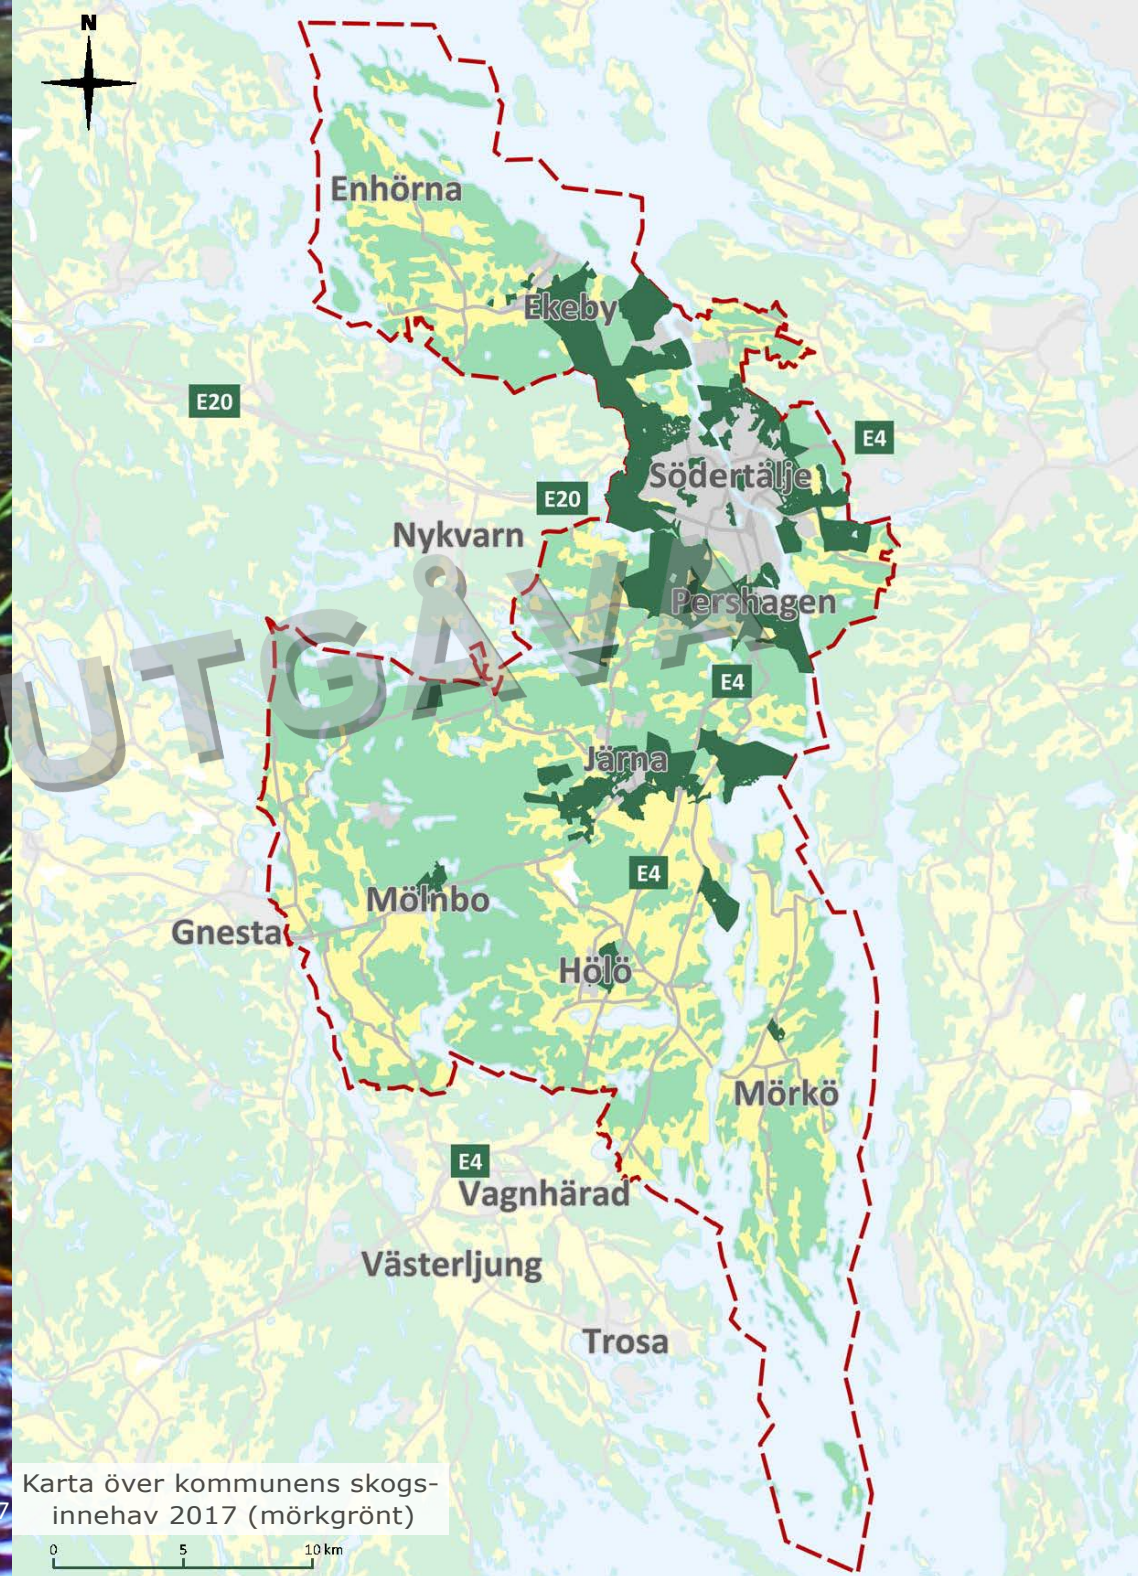 N
Enhörna
Ekeby
E20
E4
Södertälje
E20
Nykvarn
Pershagen
UTGÅVA
E4
Järna
E4
Mölnbo
Gnesta
Hölö
Mörkö
E4
Vagnhärad
Västerljung
Trosa
Karta över kommunens skogs-
innehav 2017 (mörkgrönt)
7
0 5 10 km